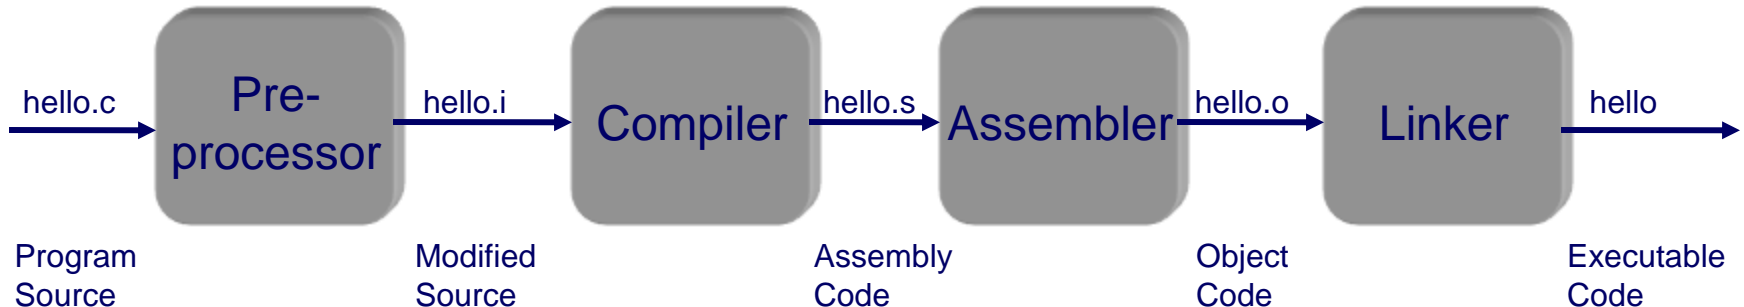 hello.c
Pre-
processor
hello.i
Compiler
hello.s
Assembler
hello.o
Linker
hello
Program
Source
Modified
Source
Assembly
Code
Object
Code
Executable
Code